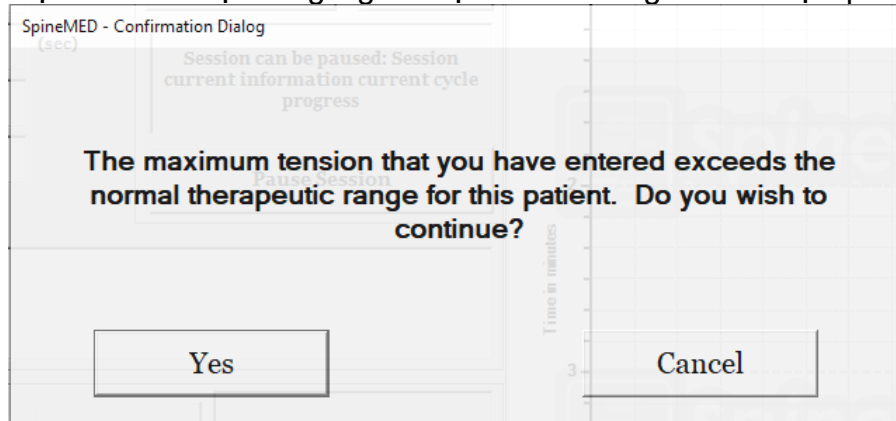 SpineMED - Confirmation Dialog
(sec)
Session can be paused: Session
current information current cycle
progress
The maximum tension that you have entered exceeds the
Pause Session
2
normal therapeutic range for this patient.  Do you wish to
continue?
Time in minutes
Yes
Cancel
3